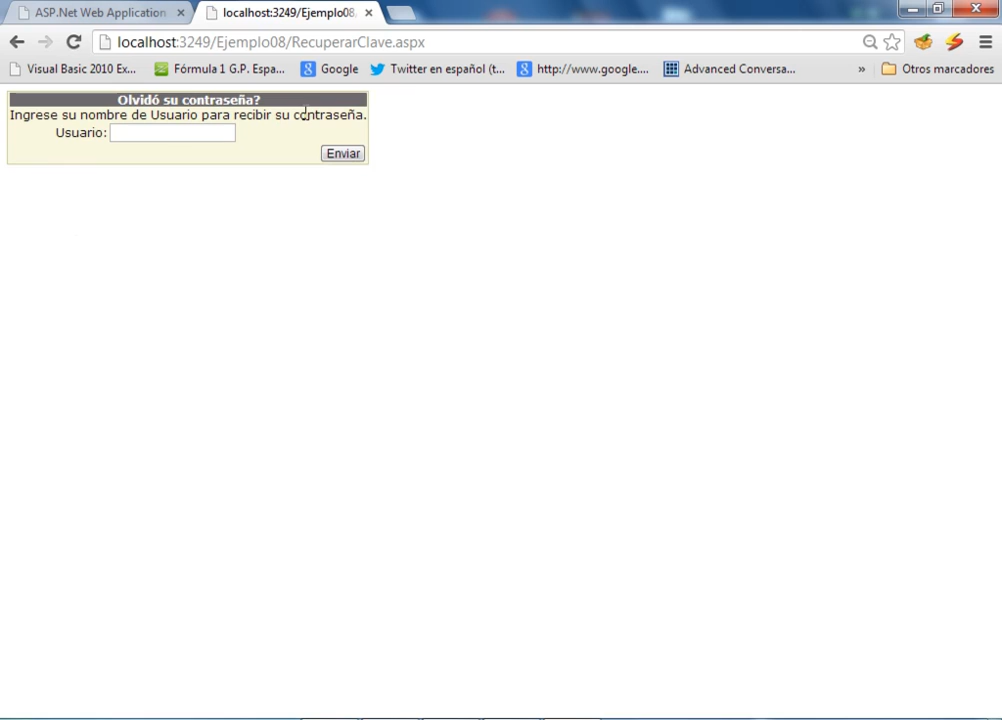 ASP.Net Web Application
localhost:3249/Ejemplo08
localhost:3249/Ejemplo08/RecuperarClave.aspx
Visual Basic 2010 Ex... Fórmula 1 G.P. Espa... Google Twitter en español (t... http://www.google.... Advanced Conversa... » Otros marcadores
Olvidó su contraseña?
Ingrese su nombre de Usuario para recibir su contraseña.
Usuario:
Enviar